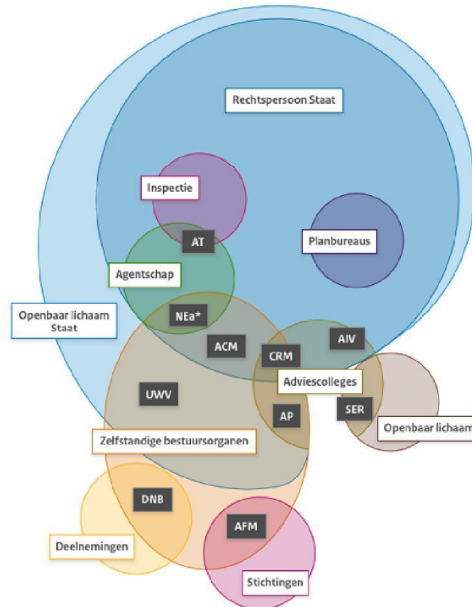 Rechtspersoon Staat
Inspectie
AT
Planbureaus
Agentschap
Openbaar lichaam
Staat
NEa*
ACM
CRM
AIV
Adviescolleges
UWV
AP
SER
Openbaar lichaam
Zelfstandige bestuursorganen
DNB
AFM
Deelnemingen
Stichtingen